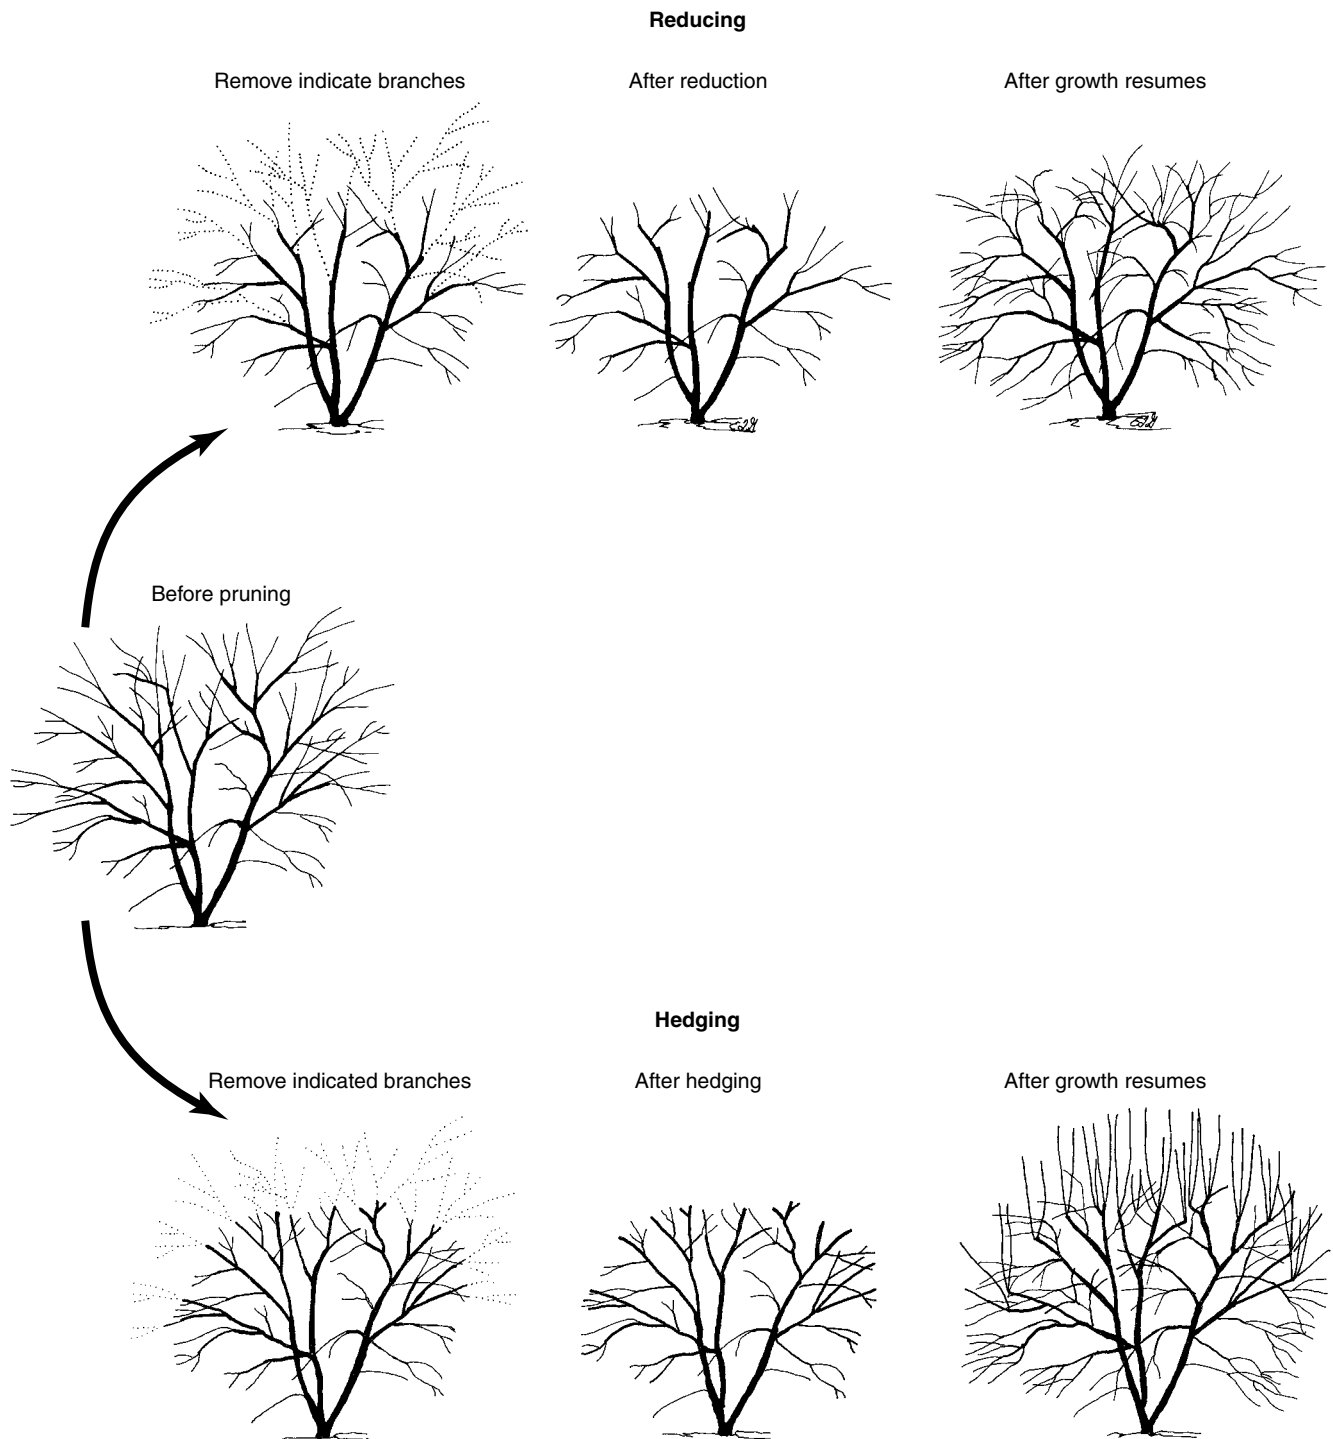 Reducing
Remove indicate branches
After reduction
After growth resumes
Before pruning
Hedging
Remove indicated branches
After hedging
After growth resumes